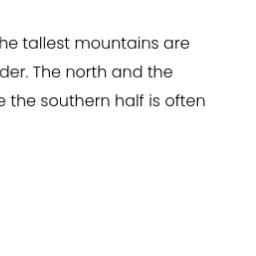 he tallest mountains are
der. The north and the
e the southern half is often